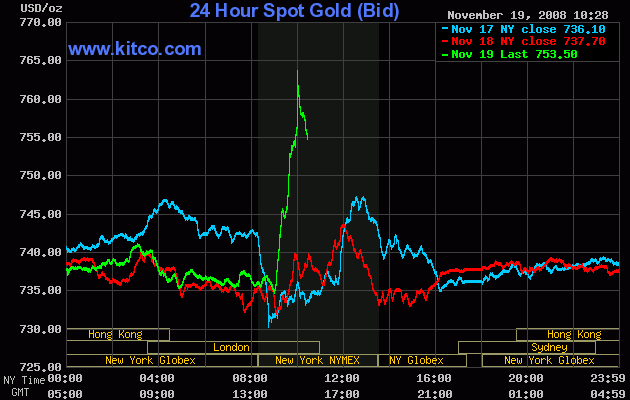 USD/oz
24 Hour Spot Gold (Bid)
November 19, 2008 10:28
www.kitco.com
Nov 17 NY close 736.10
Nov 18 NY close 737.70
Nov 19 Last 753.50
770.00
765.00
760.00
755.00
750.00
745.00
740.00
735.00
730.00
725.00
Hong Kong
Hong Kong
London
Sydney
New York Globex
New York NYMEX
NY Globex
New York Globex
NY Time 00:00 04:00 08:00 12:00 16:00 20:00 23:59
GMT 05:00 09:00 13:00 17:00 21:00 01:00 04:59